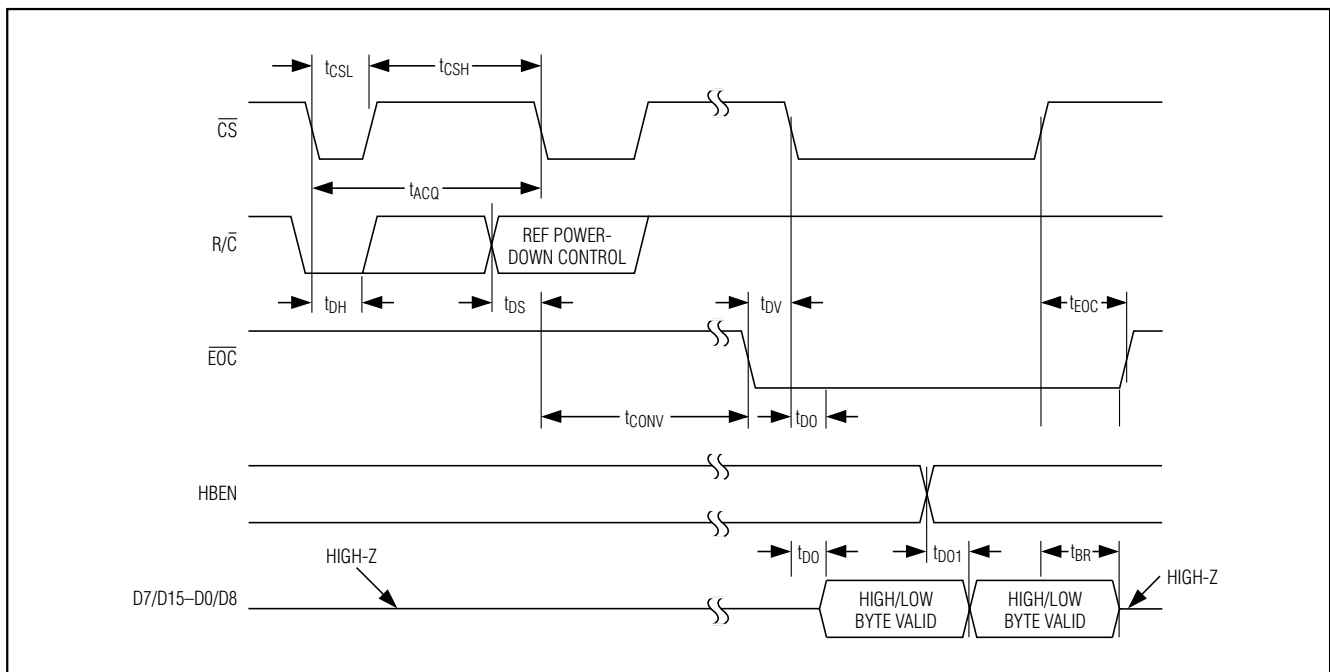 tCSL
tCSH
CS
tACQ
R/C
REF POWER-
DOWN CONTROL
tDH
tDS
tDV
tEOC
EOC
tCONV
tDO
HBEN
HIGH-Z
tDO
tDO1
tBR
HIGH-Z
D7/D15–D0/D8
HIGH/LOW
BYTE VALID
HIGH/LOW
BYTE VALID